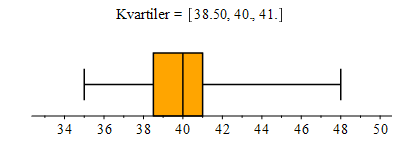 Kvartiler = [38.50, 40., 41.]
34 36 38 40 42 44 46 48 50